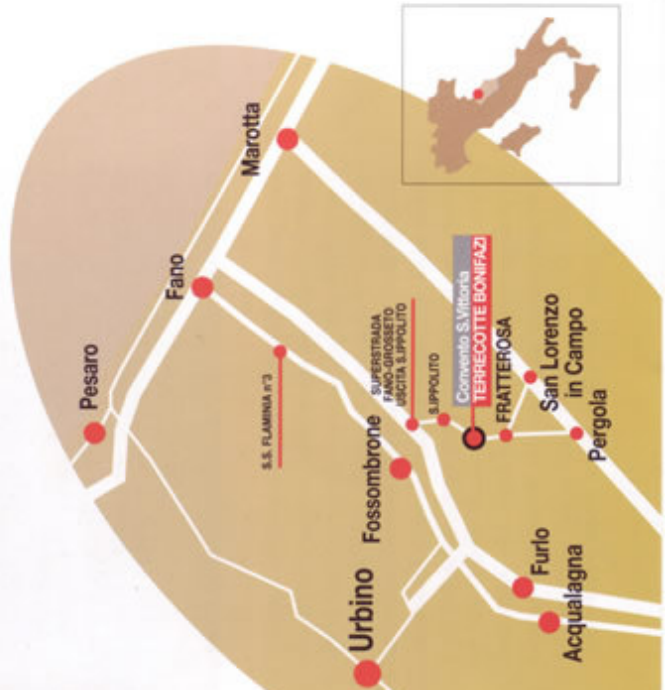 Pesaro
Fano
Marotta
S.S. FLAMINIA n°3
SUPERSTRADA
FANO-GROSSETO
USCITA S.IPPOLITO
S.IPPOLITO
Fossombrone
Convento S.Vittoria
TERRECOTTE BONIFAZI
FRATTEROSA
San Lorenzo
in Campo
Pergola
Urbino
Furlo
Acqualagna